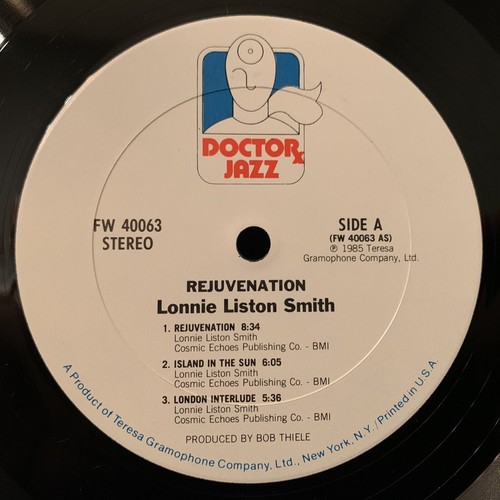 DOCTOR
JAZZ
FW 40063
STEREO
SIDE A
(FW 40063 AS)
℗ 1985 Teresa
Gramophone Company, Ltd.
REJUVENATION
Lonnie Liston Smith
1. REJUVENATION 8:34
Lonnie Liston Smith
Cosmic Echoes Publishing Co. - BMI
2. ISLAND IN THE SUN 6:05
Lonnie Liston Smith
Cosmic Echoes Publishing Co. - BMI
3. LONDON INTERLUDE 5:36
Lonnie Liston Smith
Cosmic Echoes Publishing Co. - BMI
PRODUCED BY BOB THIELE
A Product of Teresa Gramophone Company, Ltd., New York, N.Y./Printed in U.S.A